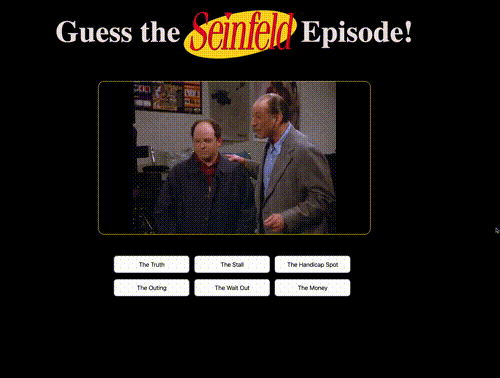 Guess the Seinfeld Episode!
The Truth The Stall The Handicap Spot
The Outing The Wait Out The Money